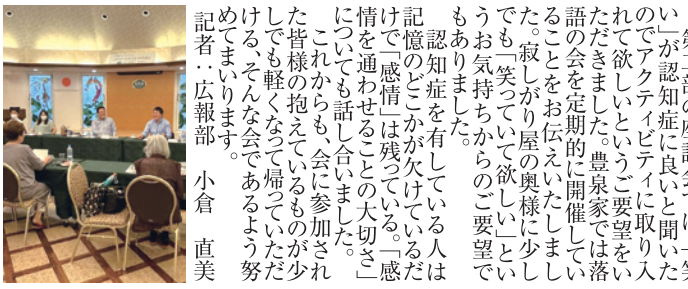 い」が認知症に良いと聞いた
のでアクティビティに取り入
れて欲しいというご要望をい
ただきました。豊泉家では落
語の会を定期的に開催してい
ることをお伝えいたしまし
た。寂しがり屋の奥様に少し
でも「笑っていて欲しい」とい
うお気持ちからのご要望で
もありました。
認知症を有している人は
記憶のどこかが欠けているだ
けで「感情」は残っている。「感
情を通わせることの大切さ」
についても話し合いました。
これからも、会に参加され
た皆様の抱えているものが少
しでも軽くなって帰っていただ
ける、そんな会であるよう努
めてまいります。
記者：広報部 小倉 直美